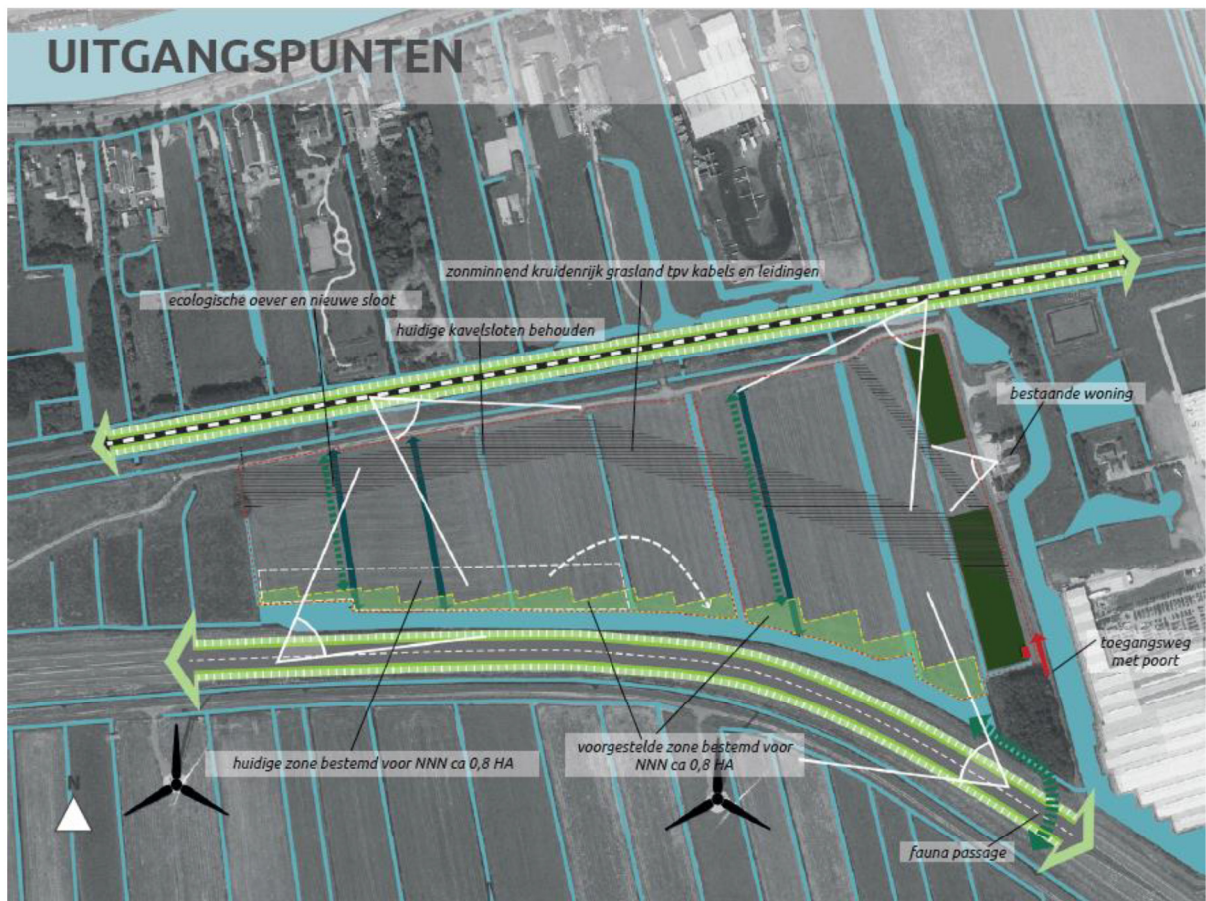 UITGANGSPUNTEN
zonminnend kruidenrijk grasland tpv kabels en leidingen
ecologische oever en nieuwe sloot
huidige kavelsloten behouden
bestaande woning
toegangsweg
met poort
huidige zone bestemd voor NNN ca 0,8 HA
voorgestelde zone bestemd voor
NNN ca 0,8 HA
N
fauna passage